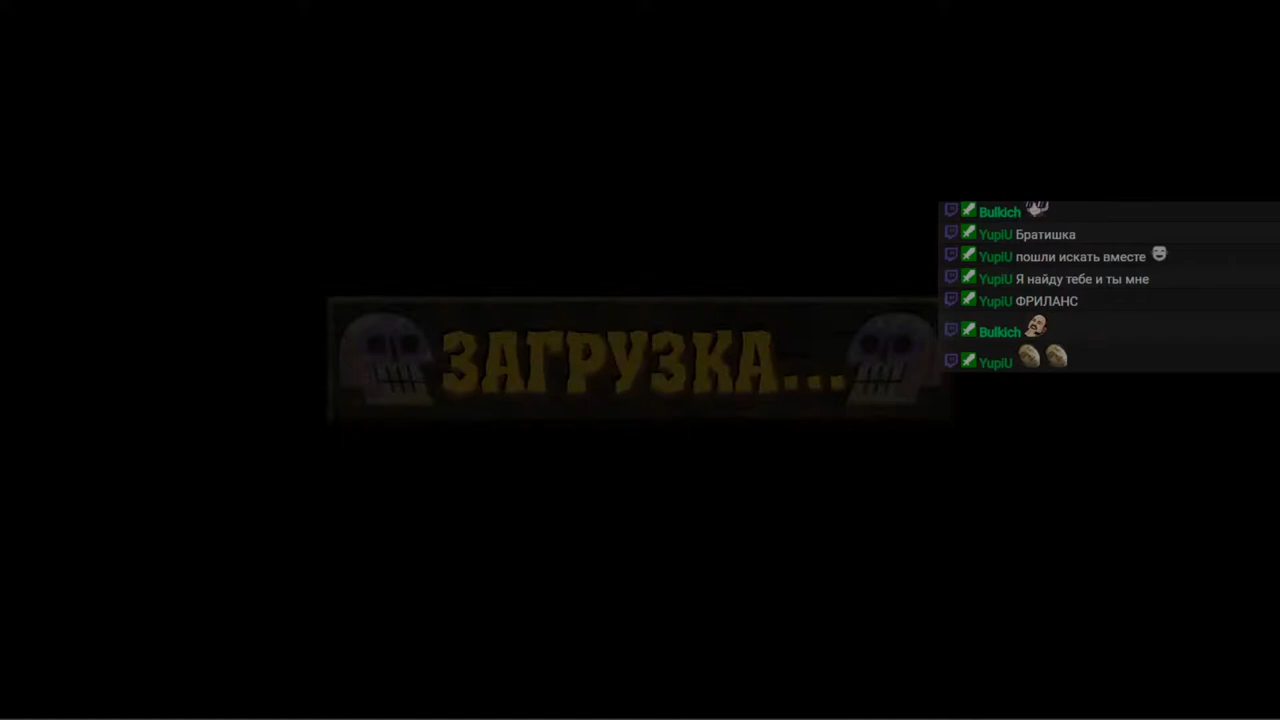 Bulkich
YupiU Братишка
YupiU пошли искать вместе
YupiU Я найду тебе и ты мне
YupiU ФРИЛАНС
Bulkich
ЗАГРУЗКА...
YupiU